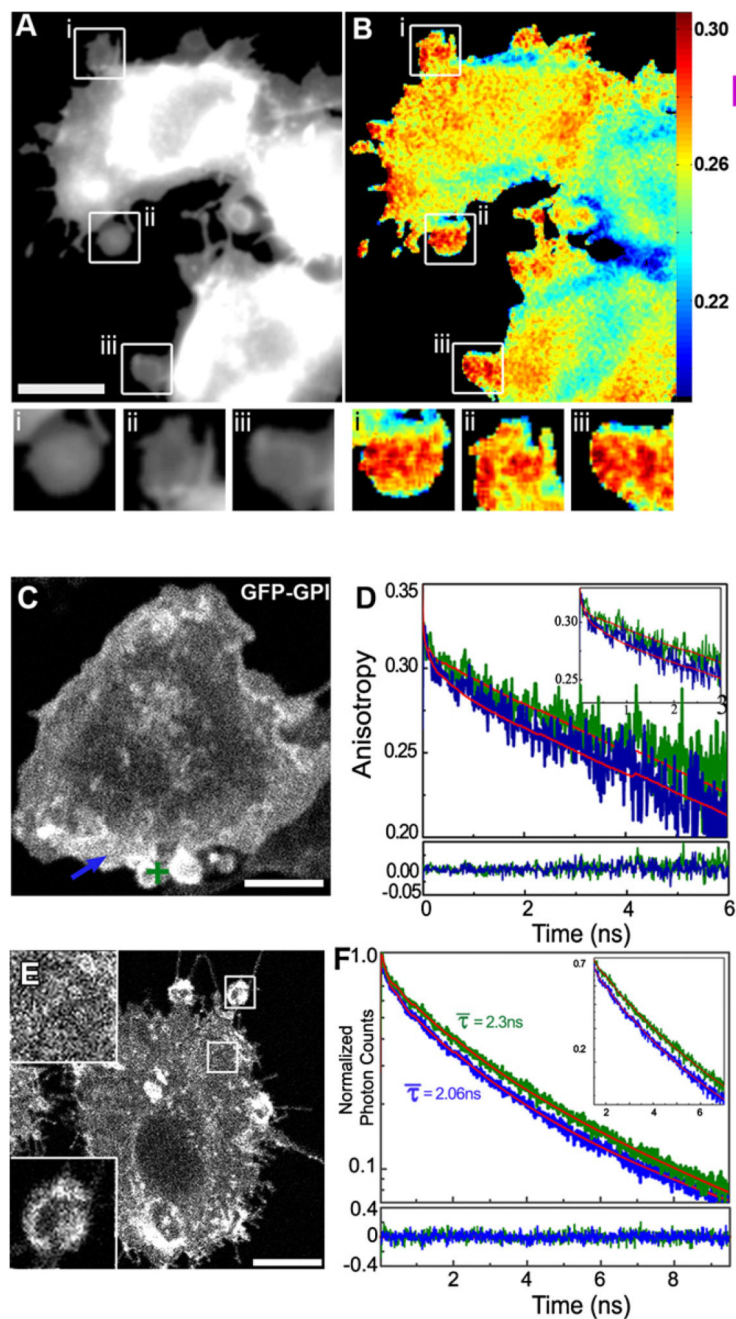 A
i
ii
iii
B
i
ii
iii
0.30
0.26
0.22
i
ii
iii
i
ii
iii
C
GFP-GPI
D
0.35
0.30
0.25
0.20
Anisotropy
0.30
0.25
1
2
3
0.00
-0.05
0
2
4
6
Time (ns)
E
F
1.0
0.1
Normalized
Photon Counts
τ = 2.3ns
τ = 2.06ns
0.7
0.2
2
4
6
0.4
0
-0.4
2
4
6
8
Time (ns)